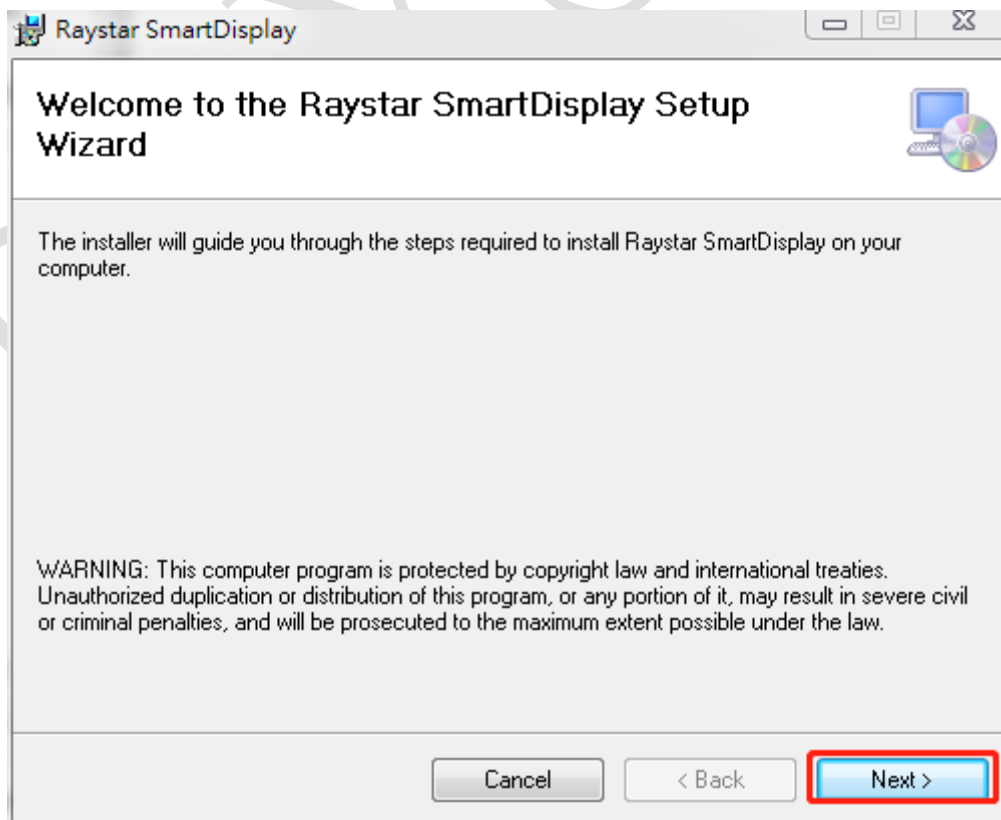 Raystar SmartDisplay
Welcome to the Raystar SmartDisplay Setup
Wizard
The installer will guide you through the steps required to install Raystar SmartDisplay on your
computer.
WARNING: This computer program is protected by copyright law and international treaties.
Unauthorized duplication or distribution of this program, or any portion of it, may result in severe civil
or criminal penalties, and will be prosecuted to the maximum extent possible under the law.
Cancel
< Back
Next >